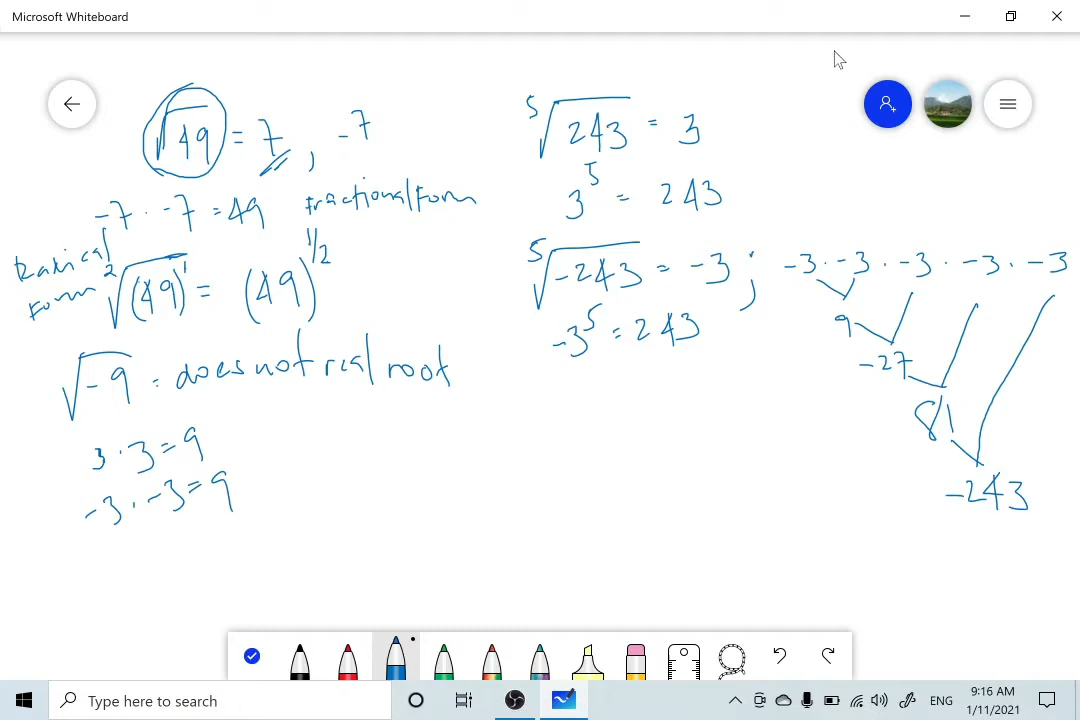 Microsoft Whiteboard
√49 = 7 , -7
-7 · -7 = 49
fractional form
Radical form
²√(49)¹ = (49)^1/2
√-9 = does not real root
3 · 3 = 9
-3 · -3 = 9
⁵√243 = 3
3⁵ = 243
⁵√-243 = -3 ; -3 · -3 · -3 · -3 · -3
-3⁵ = 243
9
-27
81
-243
Type here to search
ENG
9:16 AM
1/11/2021